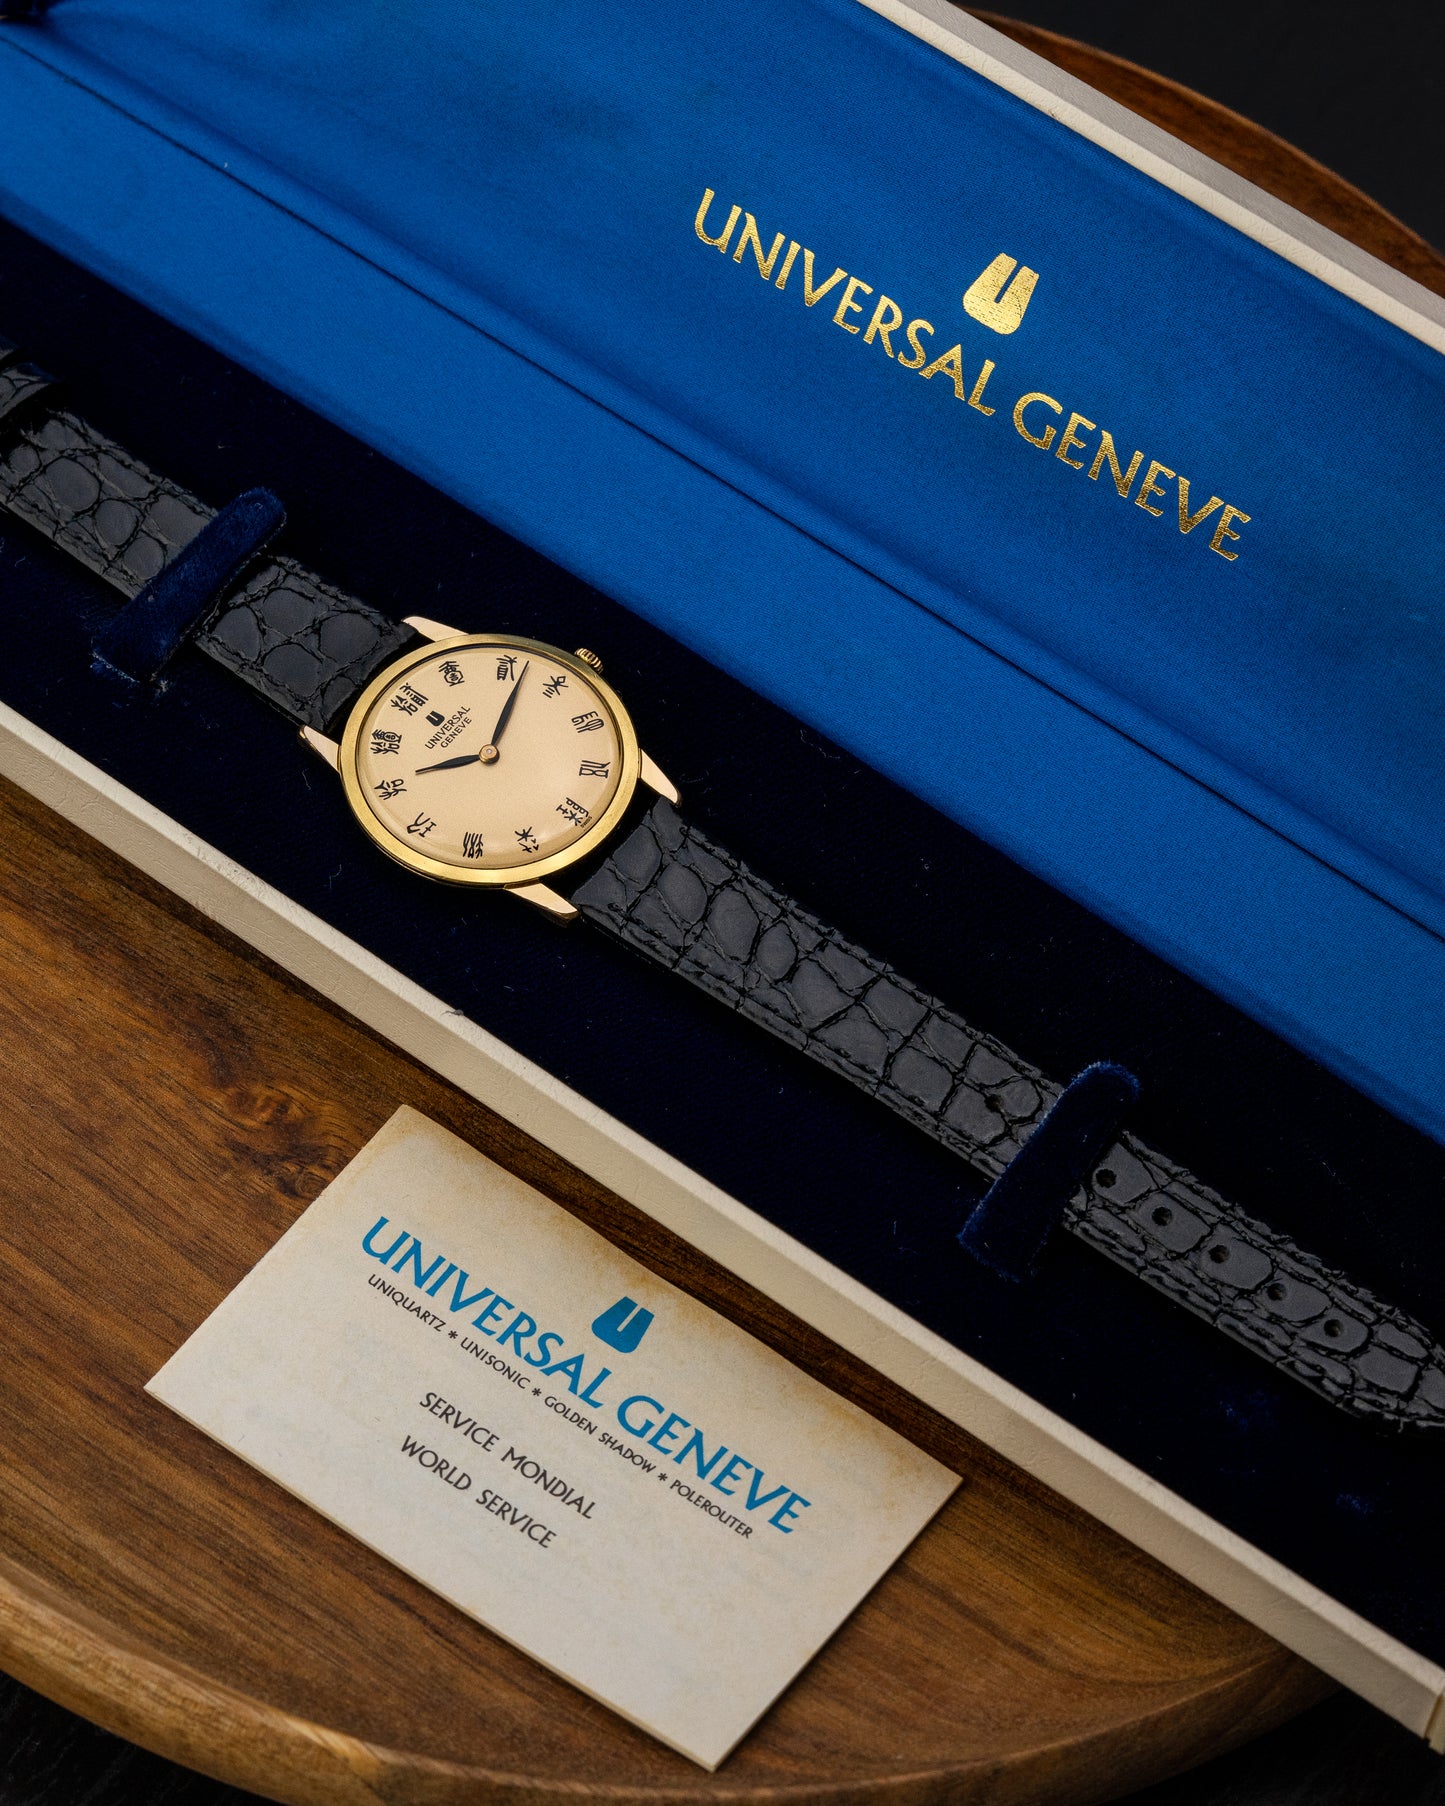 UNIVERSAL GENEVE
UNIVERSAL
GENEVE
UNIVERSAL GENEVE
UNIQUARTZ * UNISONIC * GOLDEN SHADOW * POLEROUTER
SERVICE MONDIAL
WORLD SERVICE